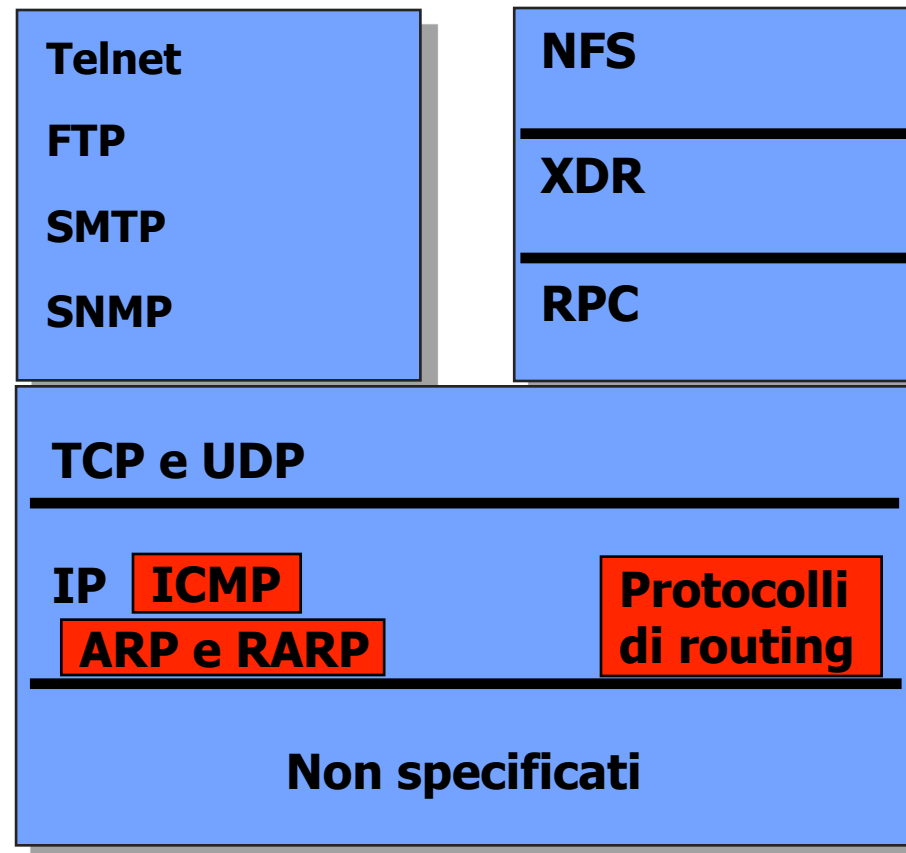 Telnet
FTP
SMTP
SNMP
NFS
XDR
RPC
TCP e UDP
IP ICMP
ARP e RARP
Protocolli
di routing
Non specificati